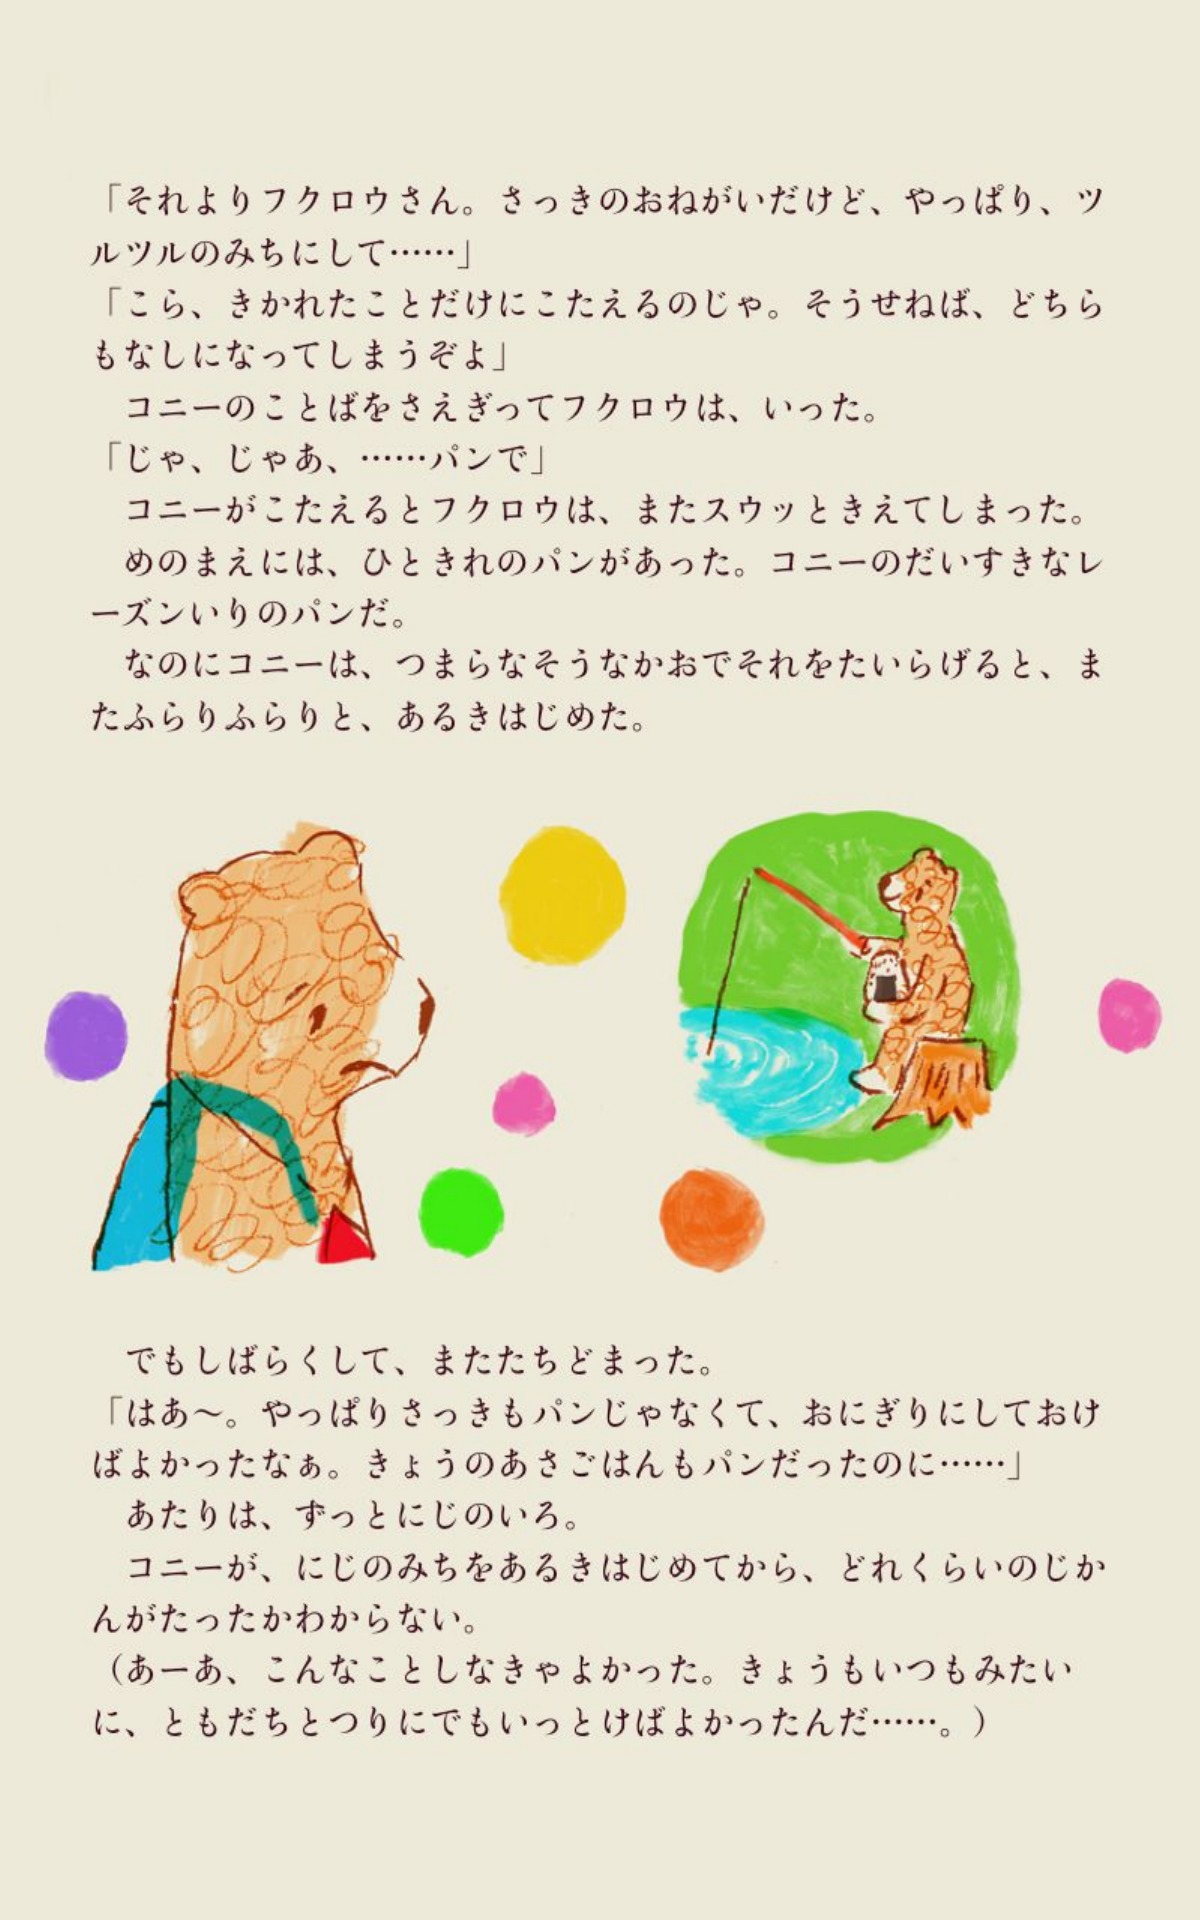 「それよりフクロウさん。さっきのおねがいだけど、やっぱり、ツ
ルツルのみちにして……」
「こら、きかれたことだけにこたえるのじゃ。そうせねば、どちら
もなしになってしまうぞよ」
　コニーのことばをさえぎってフクロウは、いった。
「じゃ、じゃあ、……パンで」
　コニーがこたえるとフクロウは、またスウッときえてしまった。
　めのまえには、ひときれのパンがあった。コニーのだいすきなレ
ーズンいりのパンだ。
　なのにコニーは、つまらなそうなかおでそれをたいらげると、ま
たふらりふらりと、あるきはじめた。
　でもしばらくして、またたちどまった。
「はあ〜。やっぱりさっきもパンじゃなくて、おにぎりにしておけ
ばよかったなぁ。きょうのあさごはんもパンだったのに……」
　あたりは、ずっとにじのいろ。
　コニーが、にじのみちをあるきはじめてから、どれくらいのじか
んがたったかわからない。
（あーあ、こんなことしなきゃよかった。きょうもいつもみたい
に、ともだちとつりにでもいっとけばよかったんだ……。）